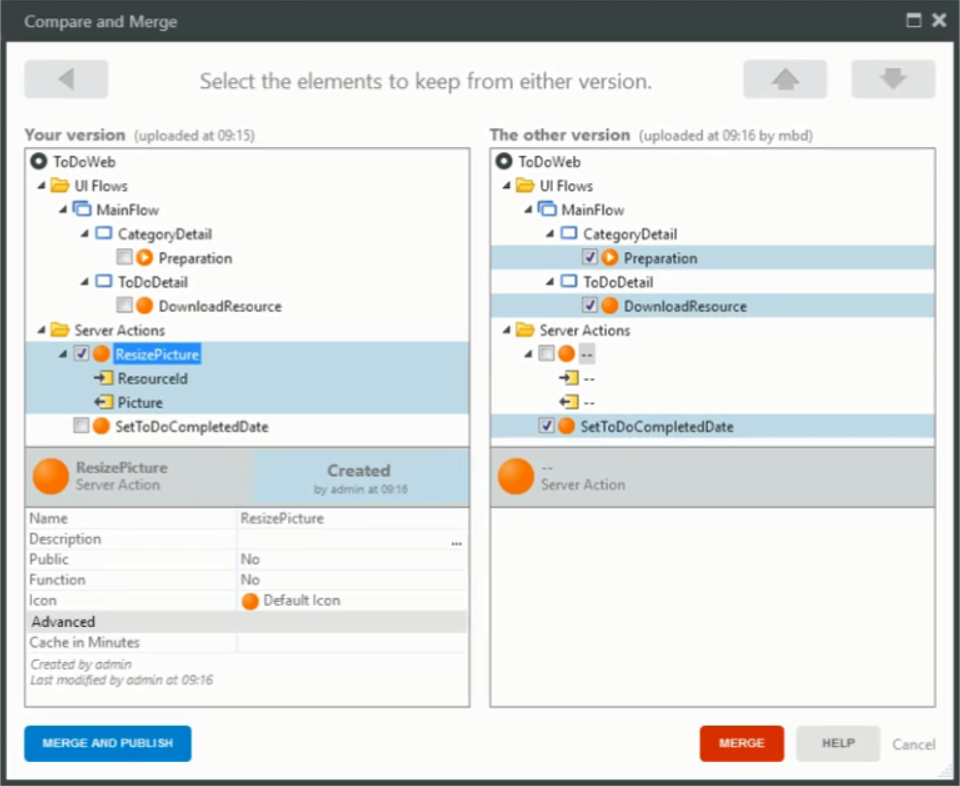 Compare and Merge
Select the elements to keep from either version.
Your version (uploaded at 09:15)
ToDoWeb
UI Flows
MainFlow
CategoryDetail
Preparation
ToDoDetail
DownloadResource
Server Actions
ResizePicture
ResourceId
Picture
SetToDoCompletedDate
ResizePicture
Server Action
Created
by admin at 09:16
Name ResizePicture
Description ...
Public No
Function No
Icon Default Icon
Advanced
Cache in Minutes
Created by admin
Last modified by admin at 09:16
The other version (uploaded at 09:16 by mbd)
ToDoWeb
UI Flows
MainFlow
CategoryDetail
Preparation
ToDoDetail
DownloadResource
Server Actions
--
--
--
SetToDoCompletedDate
--
Server Action
MERGE AND PUBLISH
MERGE
HELP
Cancel